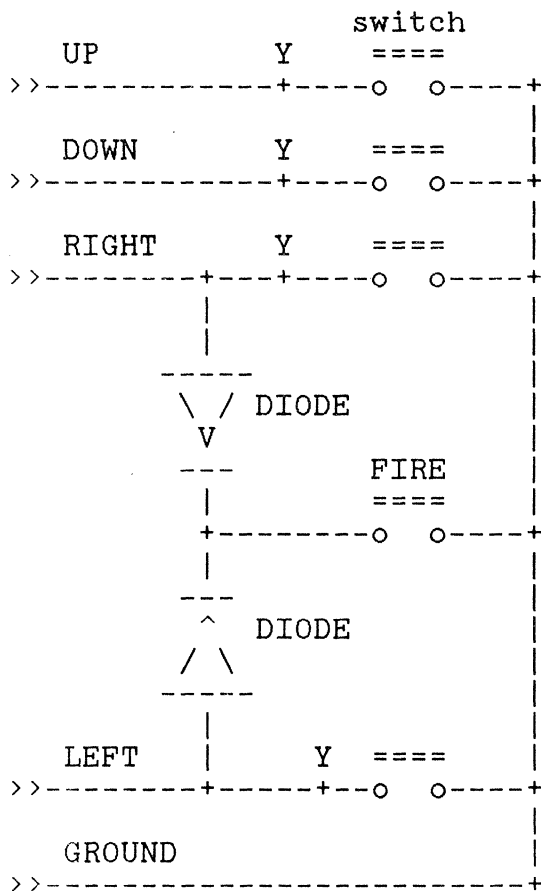 switch
UP Y ====
>>------------+----o  o----+
DOWN Y ====
>>------------+----o  o----+
RIGHT Y ====
>>--------+---+----o  o----+
-----
\ / DIODE
V
--- FIRE
====
+--------o  o----+
---
^ DIODE
/ \
-----
LEFT Y ====
>>--------+-----+--o  o----+
GROUND
>>-------------------------+